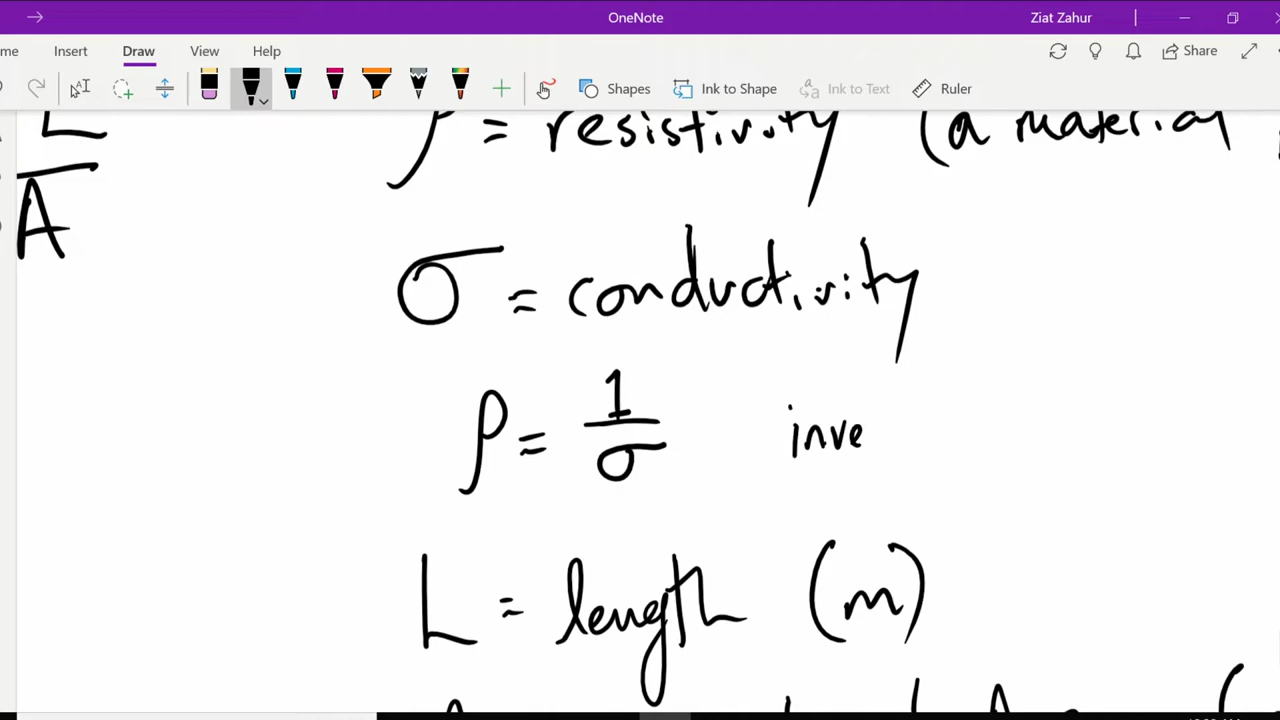 OneNote
Ziat Zahur
me Insert Draw View Help
Share
Shapes Ink to Shape Ink to Text Ruler
L
A
ρ = resistivity (a material
σ = conductivity
ρ = 1/σ inve
L = length (m)